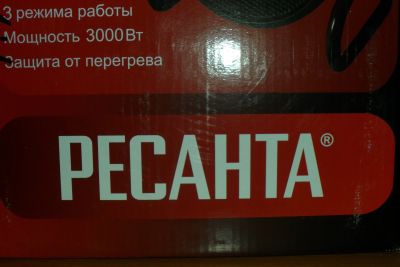 3 режима работы
Мощность 3000Вт
Защита от перегрева
РЕСАНТА®